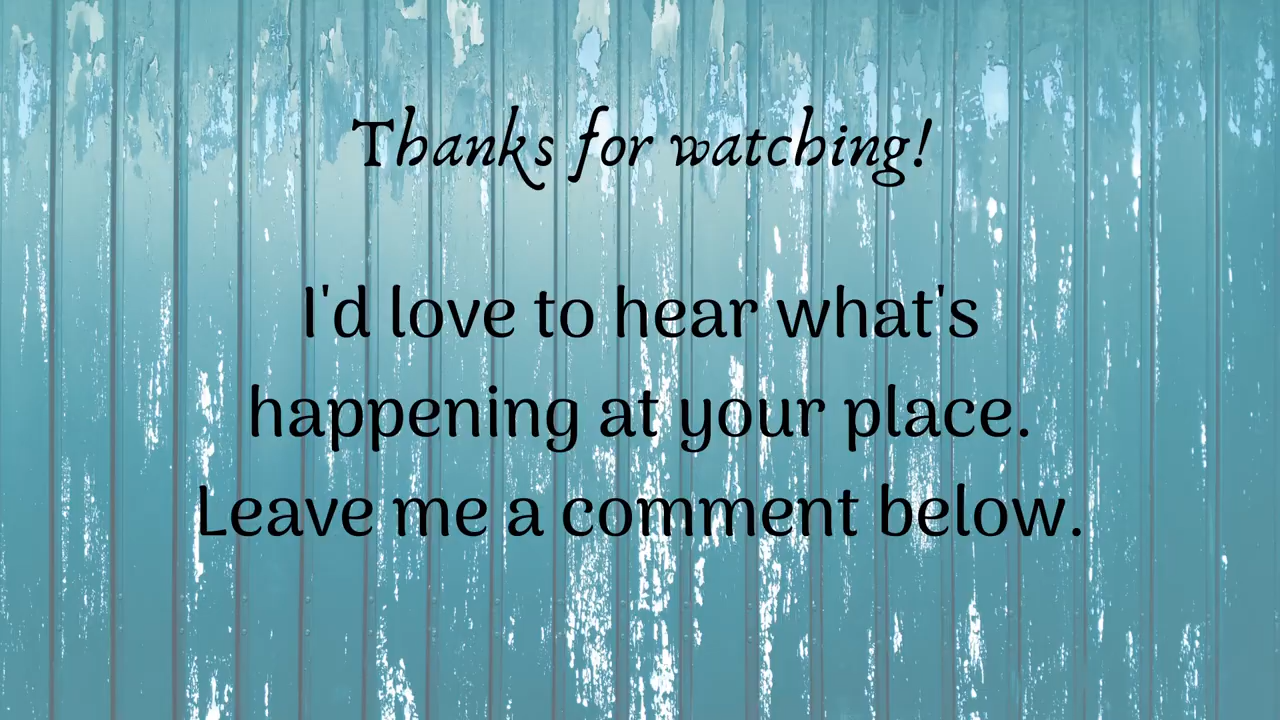 Thanks for watching!
I'd love to hear what's
happening at your place.
Leave me a comment below.